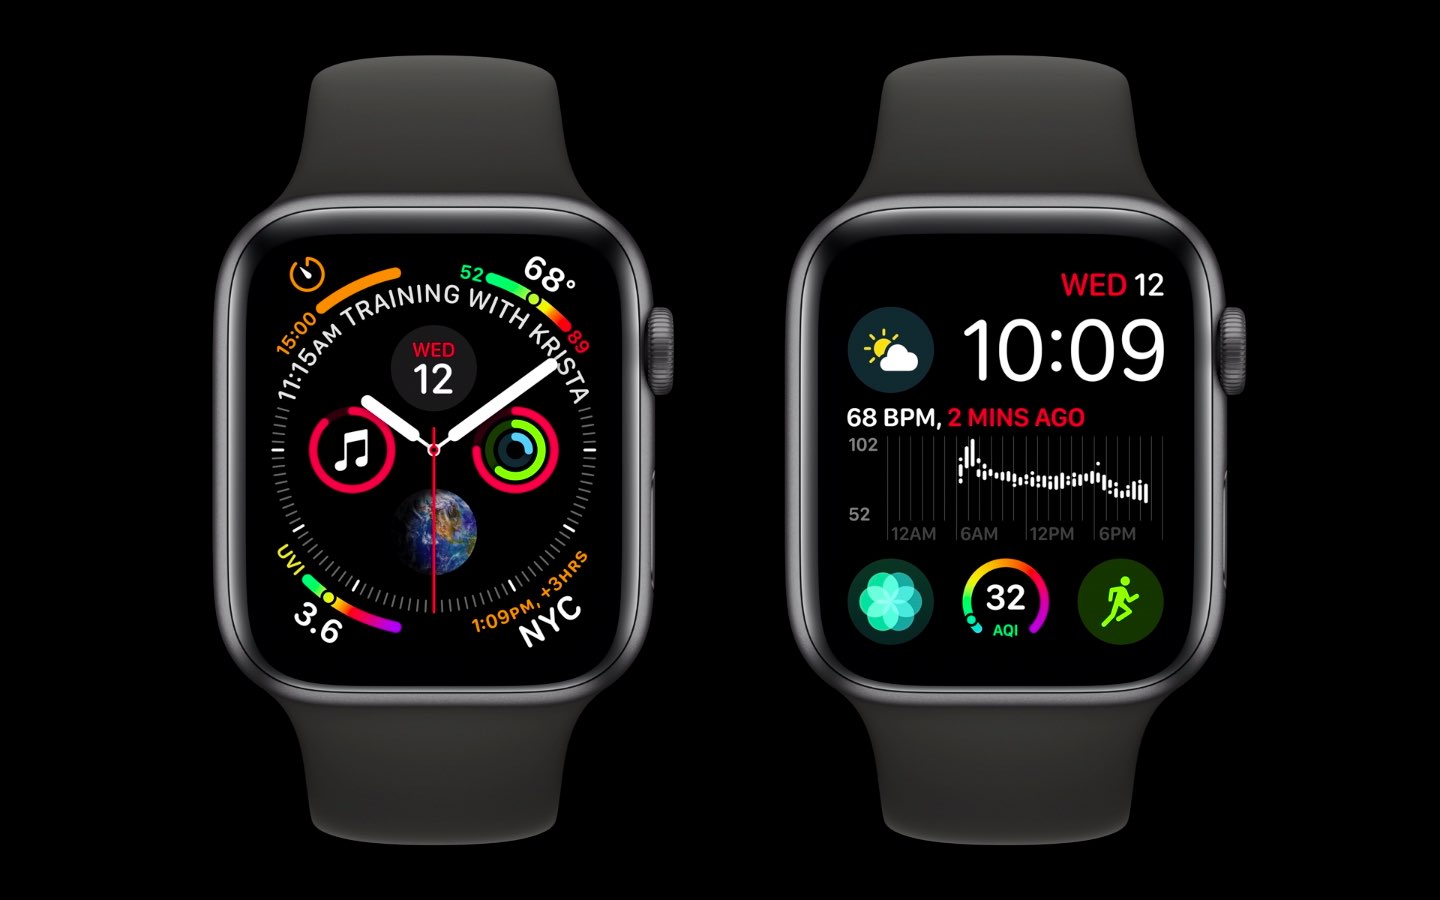 68°
52
89
15:00
11:15AM TRAINING WITH KRISTA
WED
12
UVI
3.6
1:09PM, +3HRS
NYC
WED 12
10:09
68 BPM, 2 MINS AGO
102
52
12AM 6AM 12PM 6PM
32
AQI